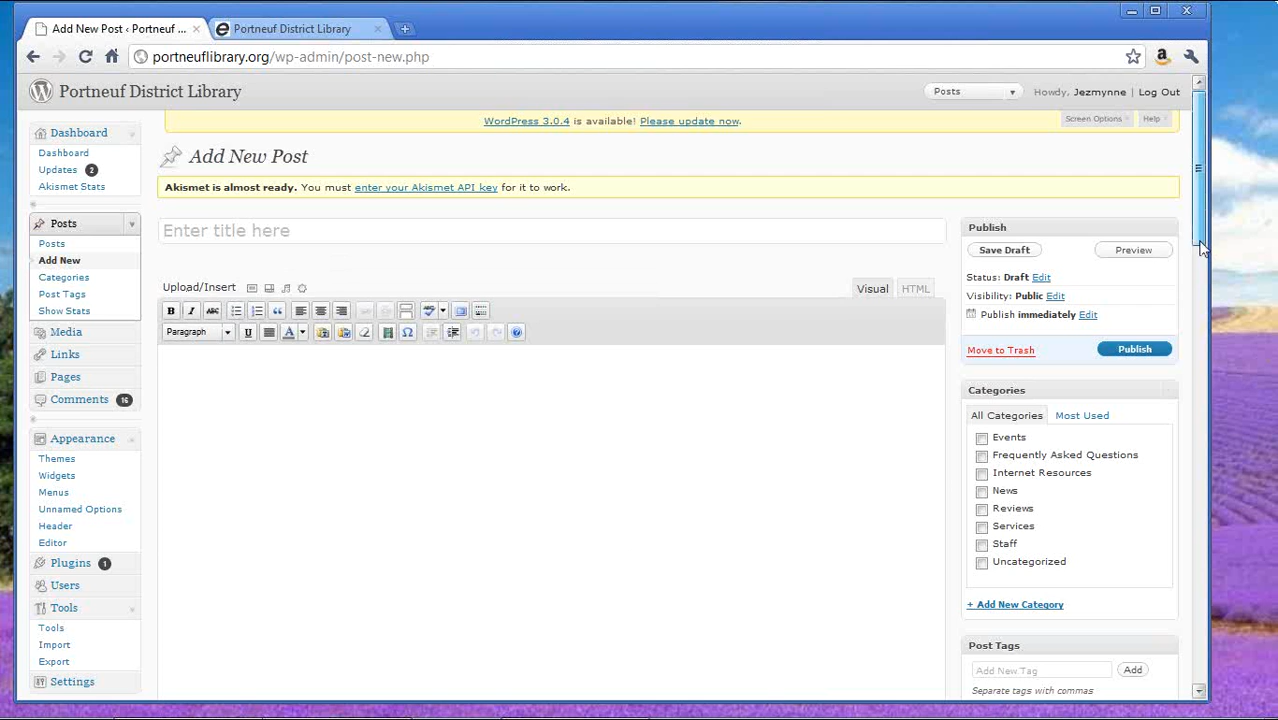 Add New Post ‹ Portneuf ...
Portneuf District Library
portneuflibrary.org/wp-admin/post-new.php
Portneuf District Library
Posts
Howdy, Jezmynne | Log Out
WordPress 3.0.4 is available! Please update now.
Screen Options
Help
Add New Post
Akismet is almost ready. You must enter your Akismet API key for it to work.
Dashboard
Dashboard
Updates 2
Akismet Stats
Posts
Posts
Add New
Categories
Post Tags
Show Stats
Media
Links
Pages
Comments 16
Appearance
Themes
Widgets
Menus
Unnamed Options
Header
Editor
Plugins 1
Users
Tools
Tools
Import
Export
Settings
Enter title here
Upload/Insert
Visual
HTML
B I ABC
Paragraph U A Ω
Publish
Save Draft
Preview
Status: Draft Edit
Visibility: Public Edit
Publish immediately Edit
Move to Trash
Publish
Categories
All Categories
Most Used
Events
Frequently Asked Questions
Internet Resources
News
Reviews
Services
Staff
Uncategorized
+ Add New Category
Post Tags
Add New Tag
Add
Separate tags with commas